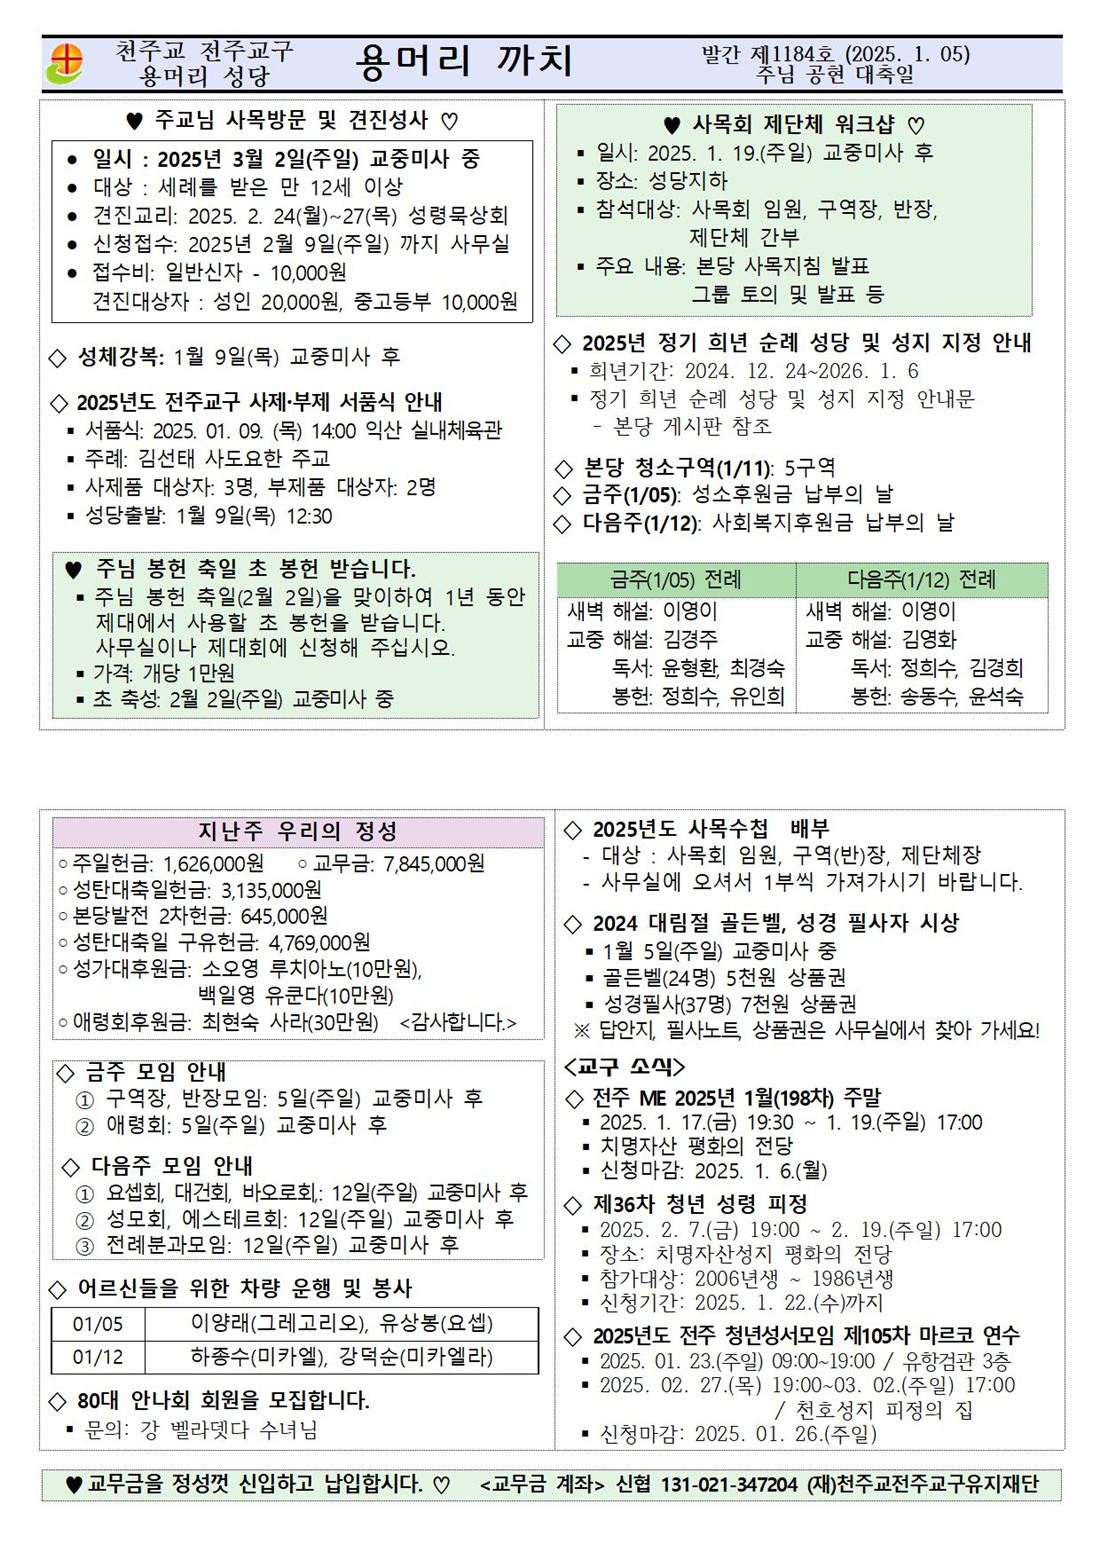 천주교 전주교구
용머리 성당
용머리 까치
발간 제1184호 (2025. 1. 05)
주님 공현 대축일
♥ 주교님 사목방문 및 견진성사 ♡
● 일시 : 2025년 3월 2일(주일) 교중미사 중
● 대상 : 세례를 받은 만 12세 이상
● 견진교리: 2025. 2. 24(월)~27(목) 성령묵상회
● 신청접수: 2025년 2월 9일(주일) 까지 사무실
● 접수비: 일반신자 - 10,000원
견진대상자 : 성인 20,000원, 중고등부 10,000원
◇ 성체강복: 1월 9일(목) 교중미사 후
◇ 2025년도 전주교구 사제·부제 서품식 안내
▪ 서품식: 2025. 01. 09. (목) 14:00 익산 실내체육관
▪ 주례: 김선태 사도요한 주교
▪ 사제품 대상자: 3명, 부제품 대상자: 2명
▪ 성당출발: 1월 9일(목) 12:30
♥ 주님 봉헌 축일 초 봉헌 받습니다.
▪ 주님 봉헌 축일(2월 2일)을 맞이하여 1년 동안
제대에서 사용할 초 봉헌을 받습니다.
사무실이나 제대회에 신청해 주십시오.
▪ 가격: 개당 1만원
▪ 초 축성: 2월 2일(주일) 교중미사 중
♥ 사목회 제단체 워크샵 ♡
▪ 일시: 2025. 1. 19.(주일) 교중미사 후
▪ 장소: 성당지하
▪ 참석대상: 사목회 임원, 구역장, 반장,
제단체 간부
▪ 주요 내용: 본당 사목지침 발표
그룹 토의 및 발표 등
◇ 2025년 정기 희년 순례 성당 및 성지 지정 안내
▪ 희년기간: 2024. 12. 24~2026. 1. 6
▪ 정기 희년 순례 성당 및 성지 지정 안내문
- 본당 게시판 참조
◇ 본당 청소구역(1/11): 5구역
◇ 금주(1/05): 성소후원금 납부의 날
◇ 다음주(1/12): 사회복지후원금 납부의 날
금주(1/05) 전례 다음주(1/12) 전례
새벽 해설: 이영이 새벽 해설: 이영이
교중 해설: 김경주 교중 해설: 김영화
독서: 윤형환, 최경숙 독서: 정희수, 김경희
봉헌: 정희수, 유인희 봉헌: 송동수, 윤석숙
지난주 우리의 정성
○ 주일헌금: 1,626,000원 ○ 교무금: 7,845,000원
○ 성탄대축일헌금: 3,135,000원
○ 본당발전 2차헌금: 645,000원
○ 성탄대축일 구유헌금: 4,769,000원
○ 성가대후원금: 소오영 루치아노(10만원),
백일영 유쿤다(10만원)
○ 애령회후원금: 최현숙 사라(30만원) <감사합니다.>
◇ 금주 모임 안내
① 구역장, 반장모임: 5일(주일) 교중미사 후
② 애령회: 5일(주일) 교중미사 후
◇ 다음주 모임 안내
① 요셉회, 대건회, 바오로회,: 12일(주일) 교중미사 후
② 성모회, 에스테르회: 12일(주일) 교중미사 후
③ 전례분과모임: 12일(주일) 교중미사 후
◇ 어르신들을 위한 차량 운행 및 봉사
01/05 이양래(그레고리오), 유상봉(요셉)
01/12 하종수(미카엘), 강덕순(미카엘라)
◇ 80대 안나회 회원을 모집합니다.
▪ 문의: 강 벨라뎃다 수녀님
◇ 2025년도 사목수첩 배부
- 대상 : 사목회 임원, 구역(반)장, 제단체장
- 사무실에 오셔서 1부씩 가져가시기 바랍니다.
◇ 2024 대림절 골든벨, 성경 필사자 시상
▪ 1월 5일(주일) 교중미사 중
▪ 골든벨(24명) 5천원 상품권
▪ 성경필사(37명) 7천원 상품권
※ 답안지, 필사노트, 상품권은 사무실에서 찾아 가세요!
<교구 소식>
◇ 전주 ME 2025년 1월(198차) 주말
▪ 2025. 1. 17.(금) 19:30 ~ 1. 19.(주일) 17:00
▪ 치명자산 평화의 전당
▪ 신청마감: 2025. 1. 6.(월)
◇ 제36차 청년 성령 피정
▪ 2025. 2. 7.(금) 19:00 ~ 2. 19.(주일) 17:00
▪ 장소: 치명자산성지 평화의 전당
▪ 참가대상: 2006년생 ~ 1986년생
▪ 신청기간: 2025. 1. 22.(수)까지
◇ 2025년도 전주 청년성서모임 제105차 마르코 연수
▪ 2025. 01. 23.(주일) 09:00~19:00 / 유항검관 3층
▪ 2025. 02. 27.(목) 19:00~03. 02.(주일) 17:00
/ 천호성지 피정의 집
▪ 신청마감: 2025. 01. 26.(주일)
♥ 교무금을 정성껏 신입하고 납입합시다. ♡ <교무금 계좌> 신협 131-021-347204 (재)천주교전주교구유지재단